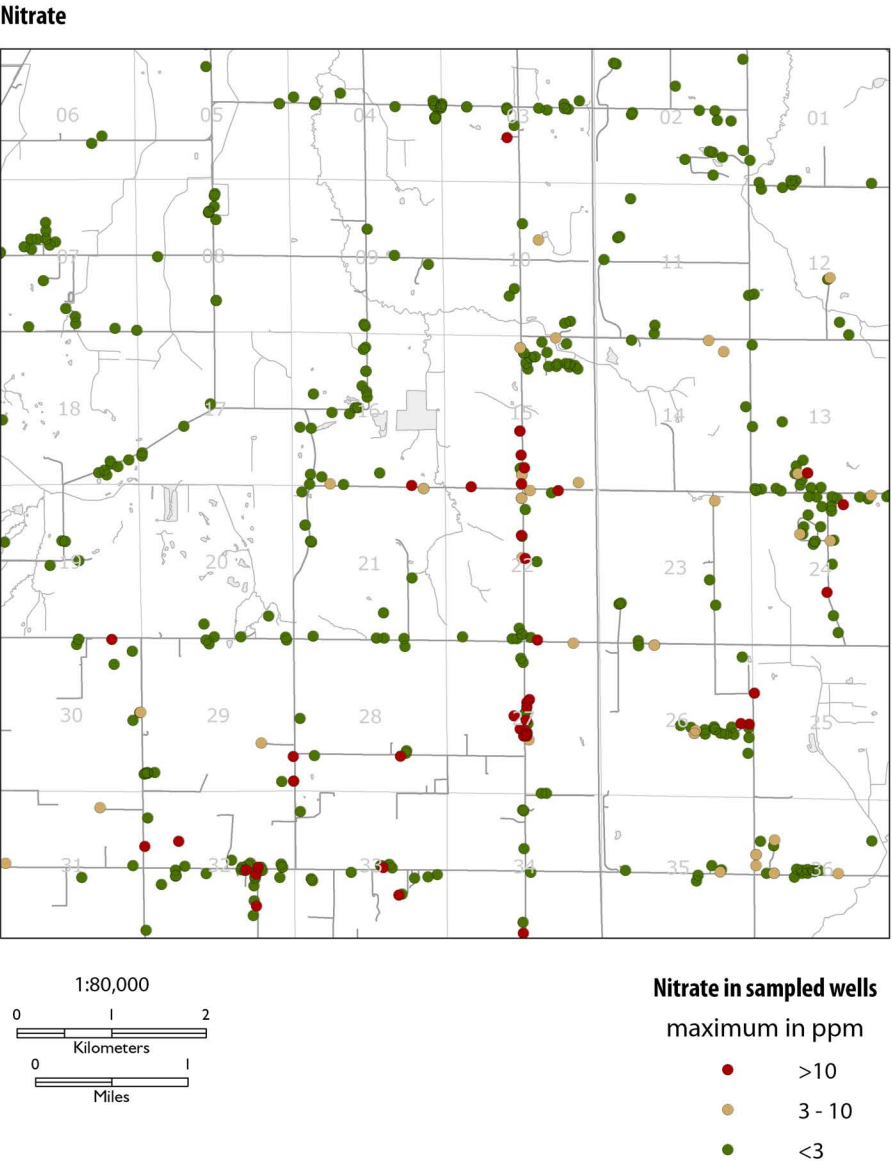 Nitrate
06 05 04 03 02 01
07 08 09 10 11 12
18 17 16 15 14 13
19 20 21 22 23 24
30 29 28 27 26 25
31 32 33 34 35 36
1:80,000
0 1 2
Kilometers
0 1
Miles
Nitrate in sampled wells
maximum in ppm
>10
3 - 10
<3